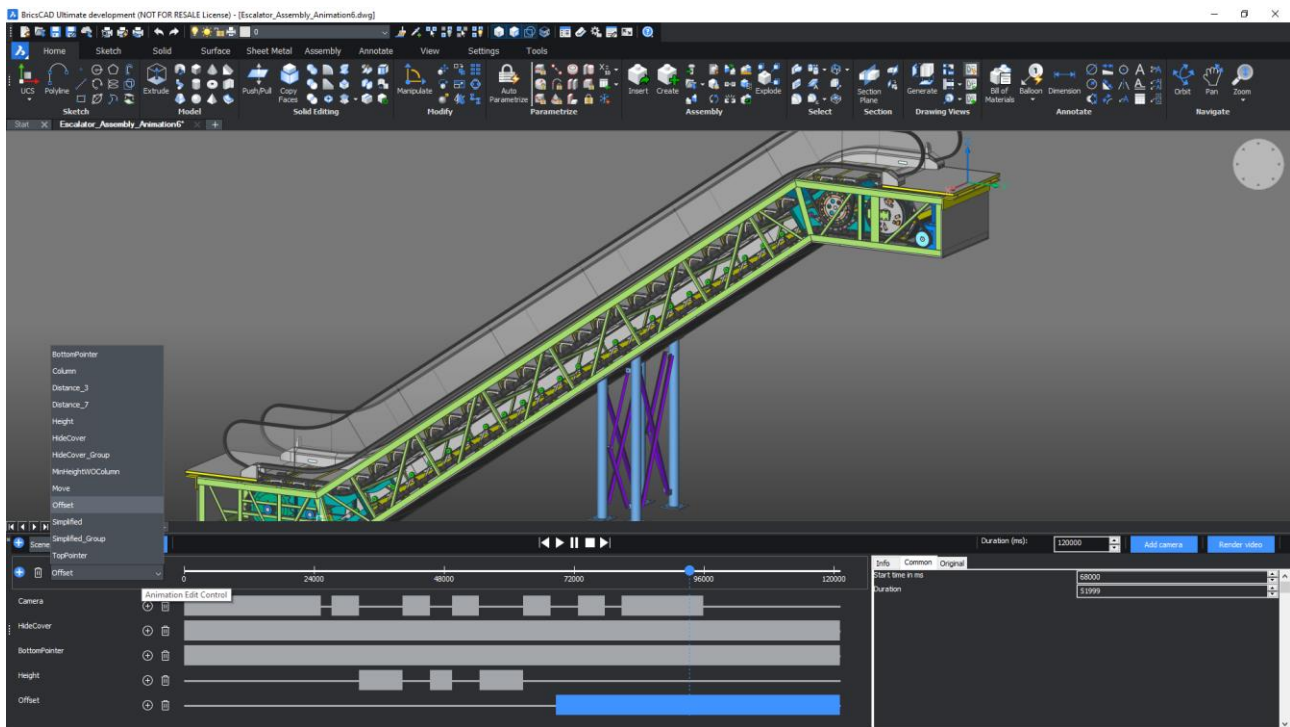 BricsCAD Ultimate development (NOT FOR RESALE License) - [Escalator_Assembly_Animation6.dwg]
0
Home Sketch Solid Surface Sheet Metal Assembly Annotate View Settings Tools
UCS Polyline Extrude Push/Pull Copy Faces Manipulate Auto Parametrize Insert Create Explode Section Plane Generate Bill of Materials Balloon Dimension Orbit Pan Zoom
Sketch Model Solid Editing Modify Parametrize Assembly Select Section Drawing Views Annotate Navigate
Start Escalator_Assembly_Animation6*
BottomPointer
Column
Distance_3
Distance_7
Height
HideCover
HideCover_Group
MinHeightWOColumn
Move
Offset
Simplified
Simplified_Group
TopPointer
Scene
Duration (ms): 120000 Add camera Render video
Offset
0 24000 48000 72000 96000 120000
Animation Edit Control
Info Common Original
Start time in ms 68000
Duration 51999
Camera
HideCover
BottomPointer
Height
Offset